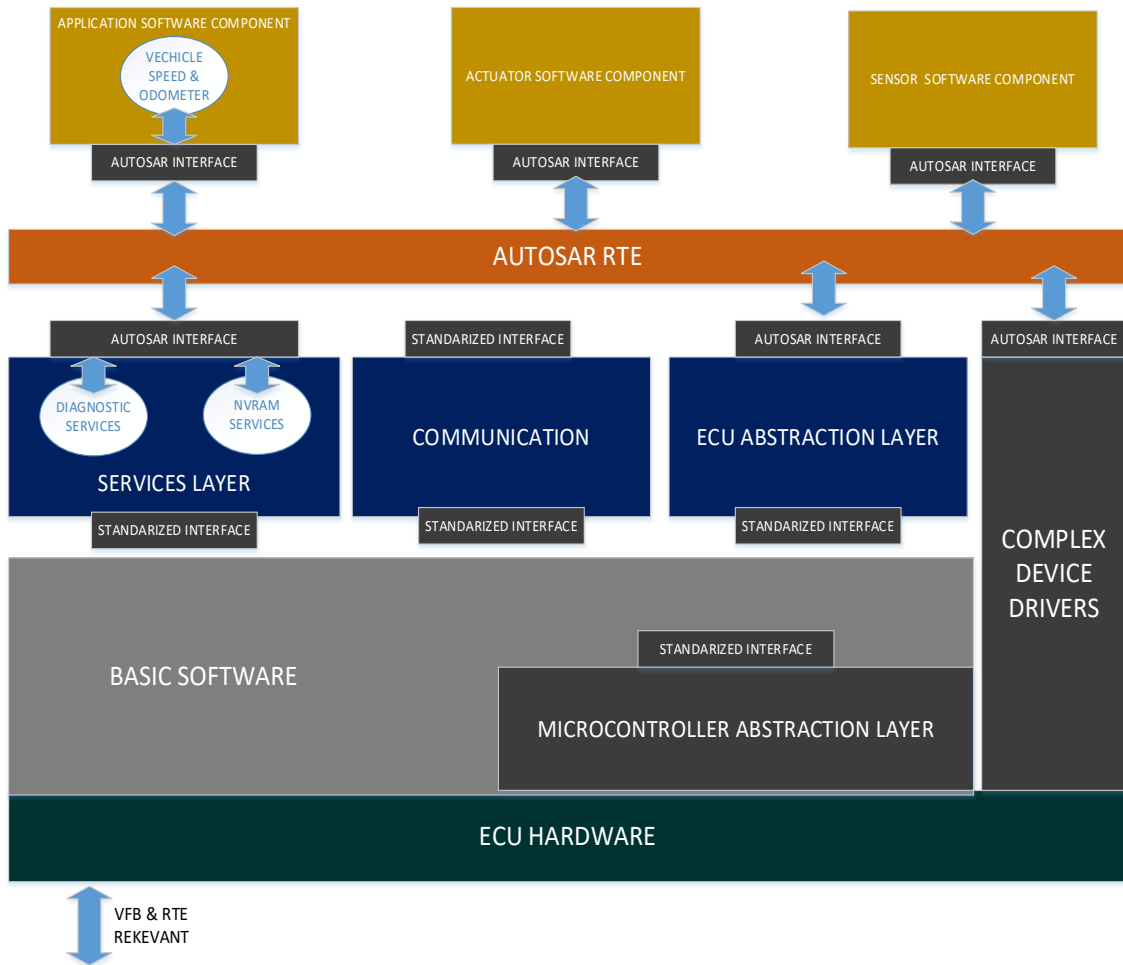 APPLICATION SOFTWARE COMPONENT
VECHICLE
SPEED &
ODOMETER
ACTUATOR SOFTWARE COMPONENT
SENSOR SOFTWARE COMPONENT
AUTOSAR INTERFACE
AUTOSAR INTERFACE
AUTOSAR INTERFACE
AUTOSAR RTE
AUTOSAR INTERFACE
STANDARIZED INTERFACE
AUTOSAR INTERFACE
AUTOSAR INTERFACE
DIAGNOSTIC
SERVICES
NVRAM
SERVICES
SERVICES LAYER
COMMUNICATION
ECU ABSTRACTION LAYER
STANDARIZED INTERFACE
STANDARIZED INTERFACE
STANDARIZED INTERFACE
COMPLEX
DEVICE
DRIVERS
BASIC SOFTWARE
STANDARIZED INTERFACE
MICROCONTROLLER ABSTRACTION LAYER
ECU HARDWARE
VFB & RTE
REKEVANT